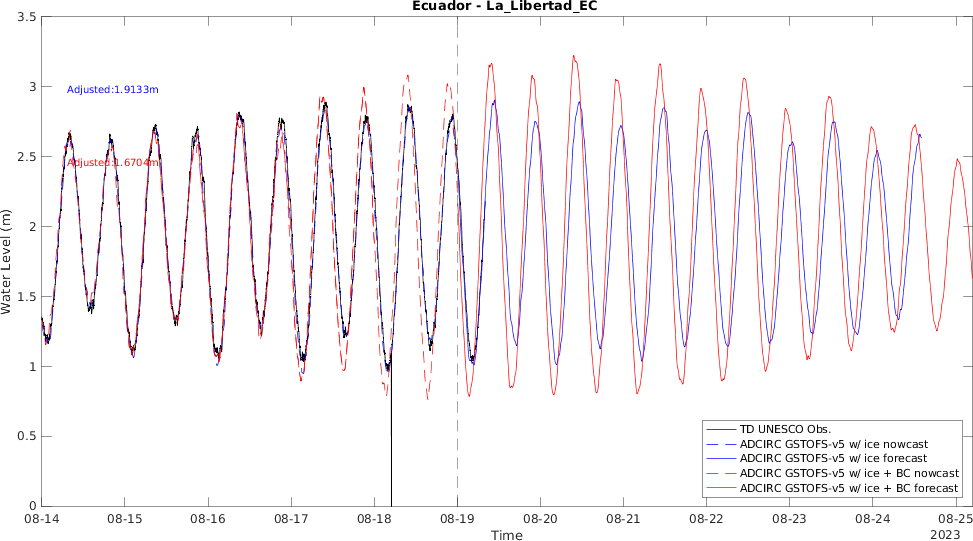 Ecuador - La_Libertad_EC
3.5
3
2.5
2
1.5
1
0.5
0
Water Level (m)
Adjusted:1.9133m
Adjusted:1.6704m
TD UNESCO Obs.
ADCIRC GSTOFS-v5 w/ ice nowcast
ADCIRC GSTOFS-v5 w/ ice forecast
ADCIRC GSTOFS-v5 w/ ice + BC nowcast
ADCIRC GSTOFS-v5 w/ ice + BC forecast
08-14 08-15 08-16 08-17 08-18 08-19 08-20 08-21 08-22 08-23 08-24 08-25
Time
2023